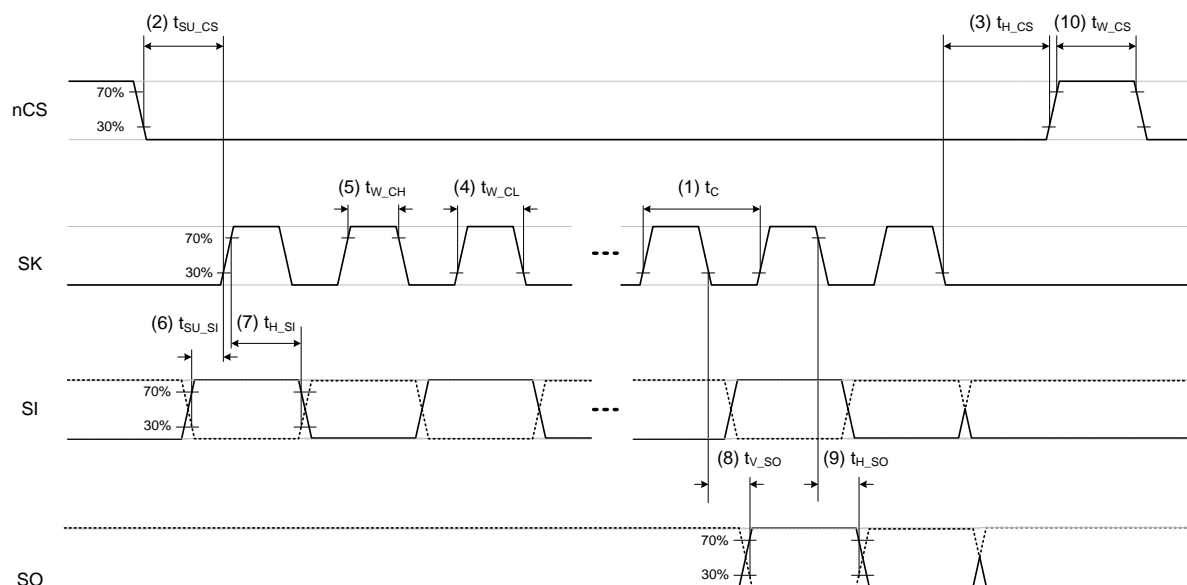 (2) tSU_CS
(3) tH_CS
(10) tW_CS
nCS
70%
30%
(5) tW_CH
(4) tW_CL
(1) tC
SK
70%
30%
(6) tSU_SI
(7) tH_SI
SI
70%
30%
(8) tV_SO
(9) tH_SO
SO
70%
30%